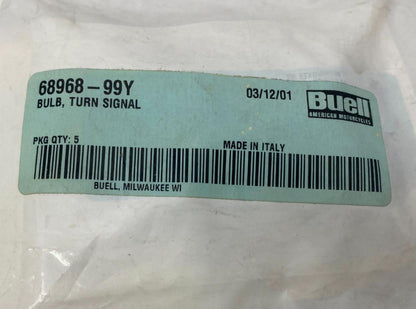 68968-99Y
BULB, TURN SIGNAL
03/12/01
Buell
AMERICAN MOTORCYCLES
PKG QTY: 5
MADE IN ITALY
BUELL, MILWAUKEE WI